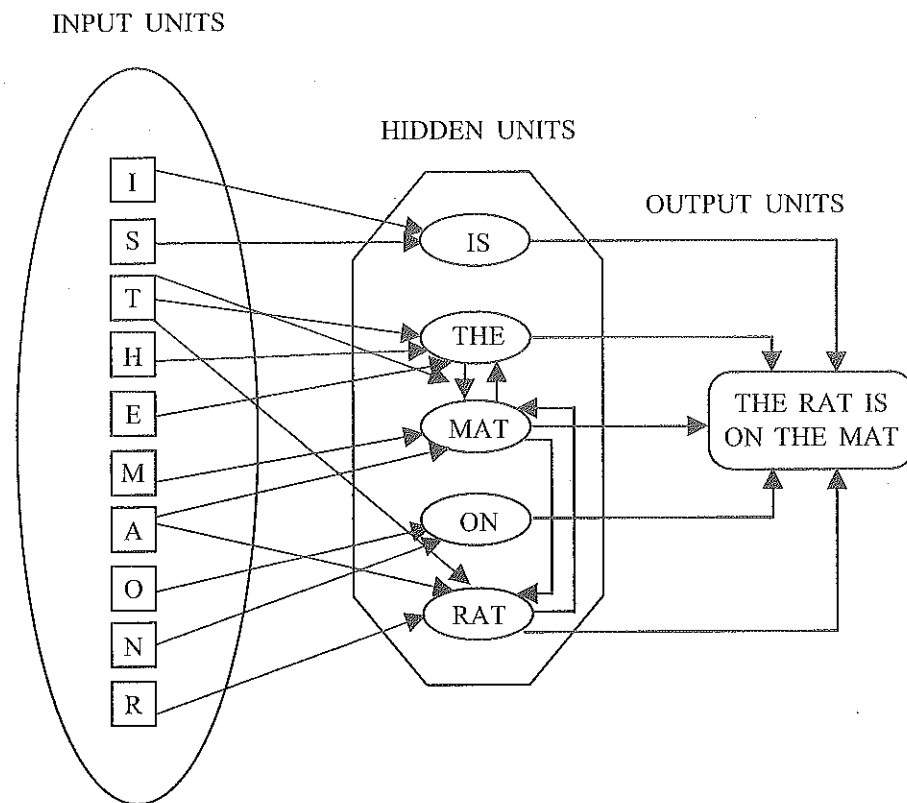 INPUT UNITS
HIDDEN UNITS
OUTPUT UNITS
I
S
T
H
E
M
A
O
N
R
IS
THE
MAT
ON
RAT
THE RAT IS
ON THE MAT